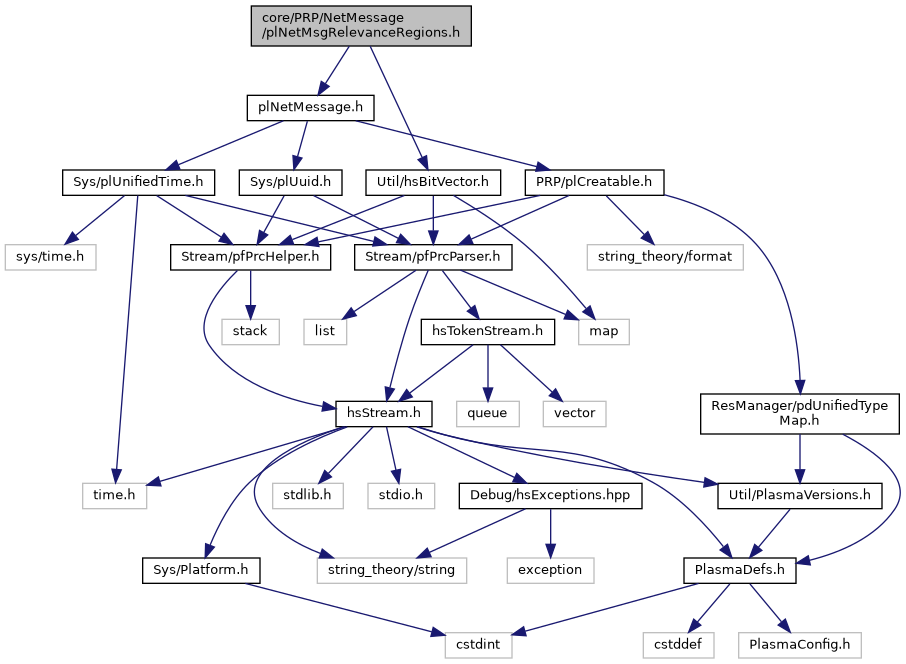 core/PRP/NetMessage
/plNetMsgRelevanceRegions.h
plNetMessage.h
Sys/plUnifiedTime.h
Sys/plUuid.h
Util/hsBitVector.h
PRP/plCreatable.h
sys/time.h
Stream/pfPrcHelper.h
Stream/pfPrcParser.h
string_theory/format
stack
list
hsTokenStream.h
map
hsStream.h
queue
vector
ResManager/pdUnifiedType
Map.h
time.h
stdlib.h
stdio.h
Debug/hsExceptions.hpp
Util/PlasmaVersions.h
Sys/Platform.h
string_theory/string
exception
PlasmaDefs.h
cstdint
cstddef
PlasmaConfig.h